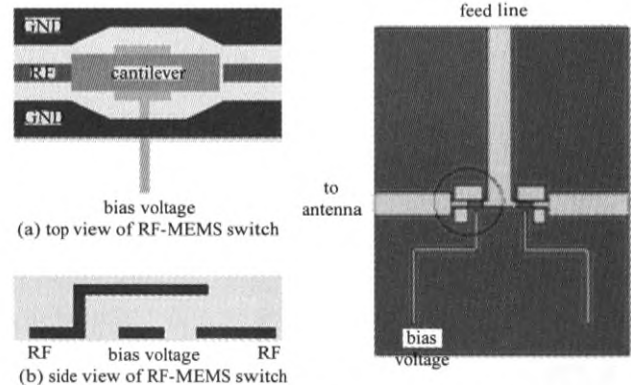 GND
RF
cantilever
GND
bias voltage
(a) top view of RF-MEMS switch
RF
bias voltage
RF
(b) side view of RF-MEMS switch
feed line
to
antenna
bias
voltage